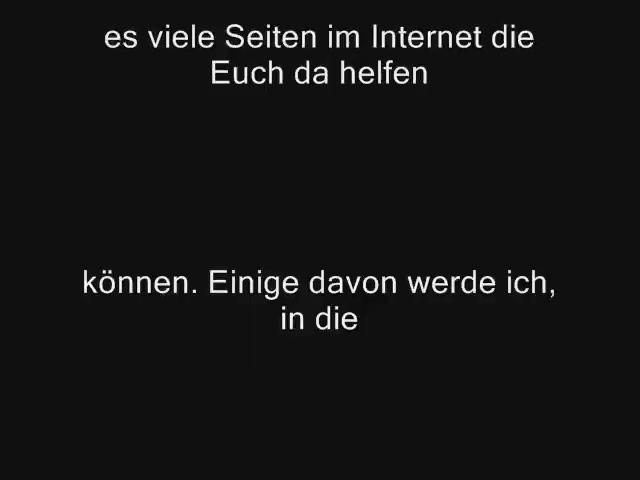 es viele Seiten im Internet die
Euch da helfen
können. Einige davon werde ich,
in die